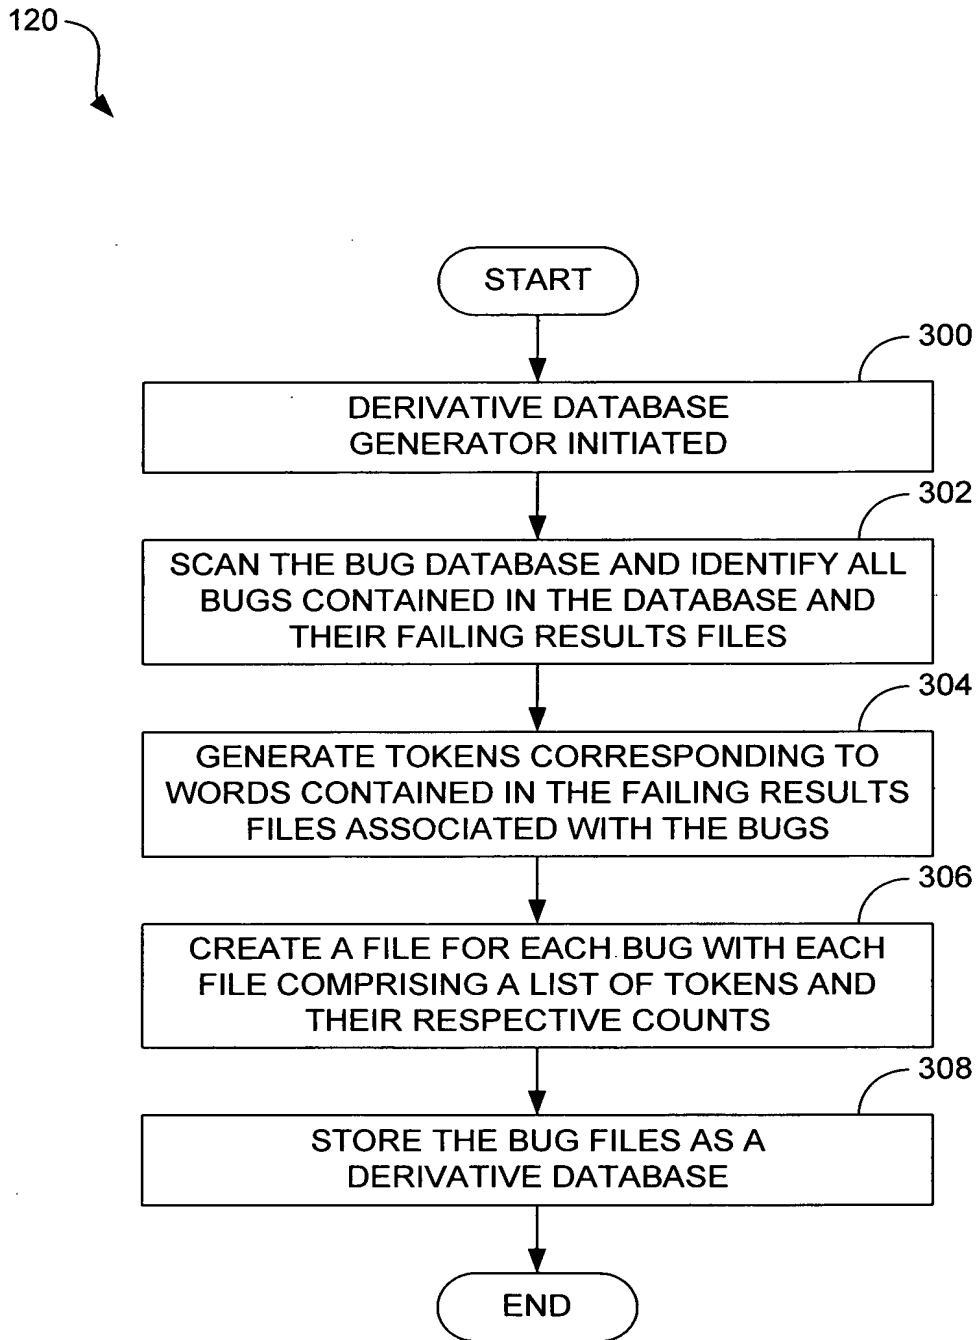 120
START
300
DERIVATIVE DATABASE
GENERATOR INITIATED
302
SCAN THE BUG DATABASE AND IDENTIFY ALL
BUGS CONTAINED IN THE DATABASE AND
THEIR FAILING RESULTS FILES
304
GENERATE TOKENS CORRESPONDING TO
WORDS CONTAINED IN THE FAILING RESULTS
FILES ASSOCIATED WITH THE BUGS
306
CREATE A FILE FOR EACH BUG WITH EACH
FILE COMPRISING A LIST OF TOKENS AND
THEIR RESPECTIVE COUNTS
308
STORE THE BUG FILES AS A
DERIVATIVE DATABASE
END